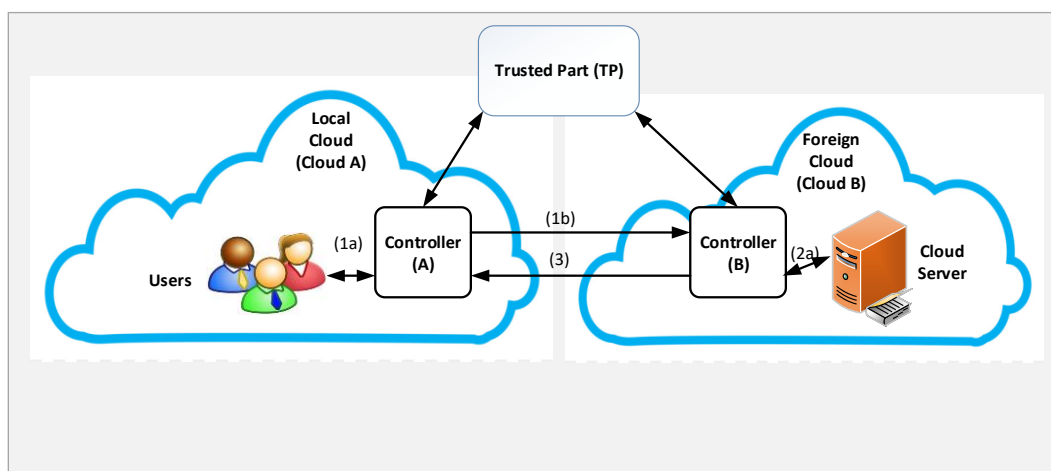 Trusted Part (TP)
Local
Cloud
(Cloud A)
Foreign
Cloud
(Cloud B)
(1a)
Controller
(A)
(1b)
(3)
Controller
(B)
(2a)
Cloud
Server
Users